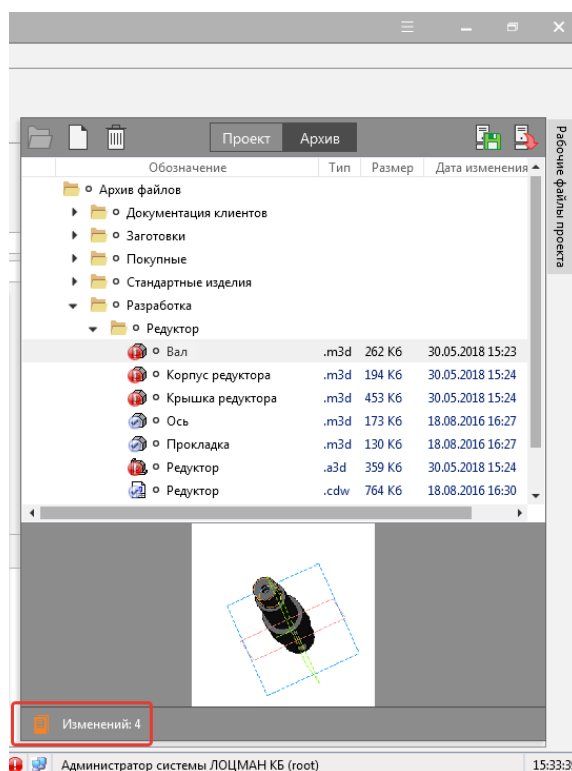 Проект Архив
Рабочие файлы проекта
Обозначение Тип Размер Дата изменения
Архив файлов
Документация клиентов
Заготовки
Покупные
Стандартные изделия
Разработка
Редуктор
Вал .m3d 262 Кб 30.05.2018 15:23
Корпус редуктора .m3d 194 Кб 30.05.2018 15:24
Крышка редуктора .m3d 453 Кб 30.05.2018 15:24
Ось .m3d 173 Кб 18.08.2016 16:27
Прокладка .m3d 130 Кб 18.08.2016 16:27
Редуктор .a3d 359 Кб 30.05.2018 15:24
Редуктор .cdw 764 Кб 18.08.2016 16:30
Изменений: 4
Администратор системы ЛОЦМАН КБ (root) 15:33:3